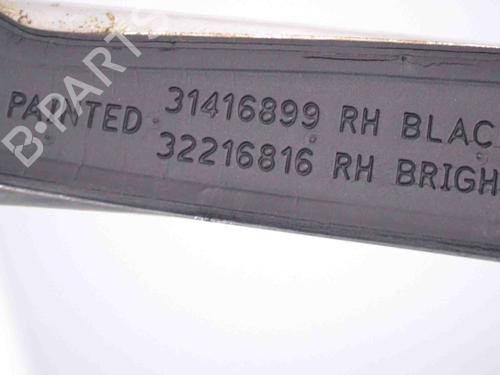 B-PARTS
PAINTED 31416899 RH BLAC
32216816 RH BRIGH